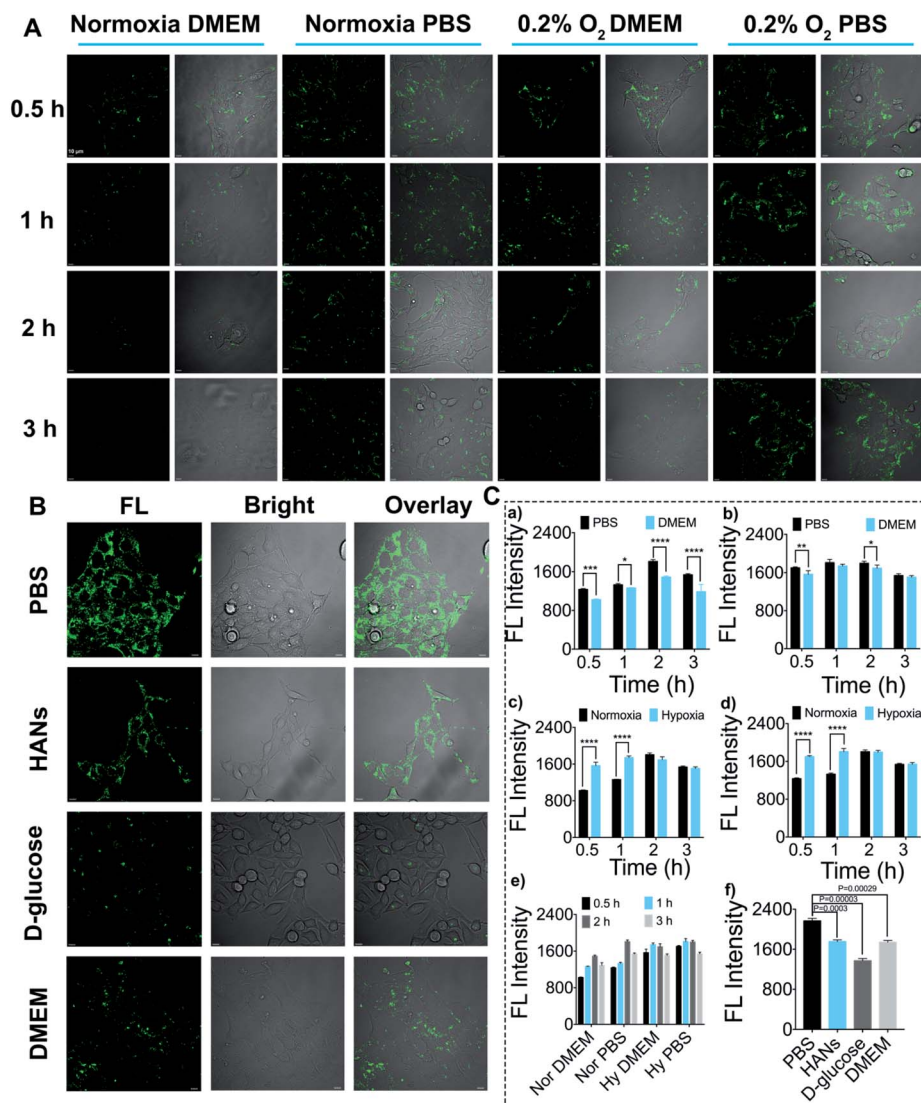 A
Normoxia DMEM
Normoxia PBS
0.2% O₂ DMEM
0.2% O₂ PBS
0.5 h
10 μm
1 h
2 h
3 h
B
FL
Bright
Overlay
PBS
HANs
D-glucose
DMEM
C
a)
PBS DMEM
FL Intensity
2400
1600
800
0
*** * **** ****
0.5 1 2 3
Time (h)
b)
PBS DMEM
FL Intensity
2400
1600
800
0
** *
0.5 1 2 3
Time (h)
c)
Normoxia Hypoxia
FL Intensity
2400
1600
800
0
**** ****
0.5 1 2 3
Time (h)
d)
Normoxia Hypoxia
FL Intensity
2400
1600
800
0
**** ****
0.5 1 2 3
Time (h)
e)
0.5 h 1 h
2 h 3 h
FL Intensity
2400
1600
800
0
Nor DMEM
Nor PBS
Hy DMEM
Hy PBS
f)
P=0.00029
P=0.00003
P=0.0003
FL Intensity
2400
1600
800
0
PBS
HANs
D-glucose
DMEM